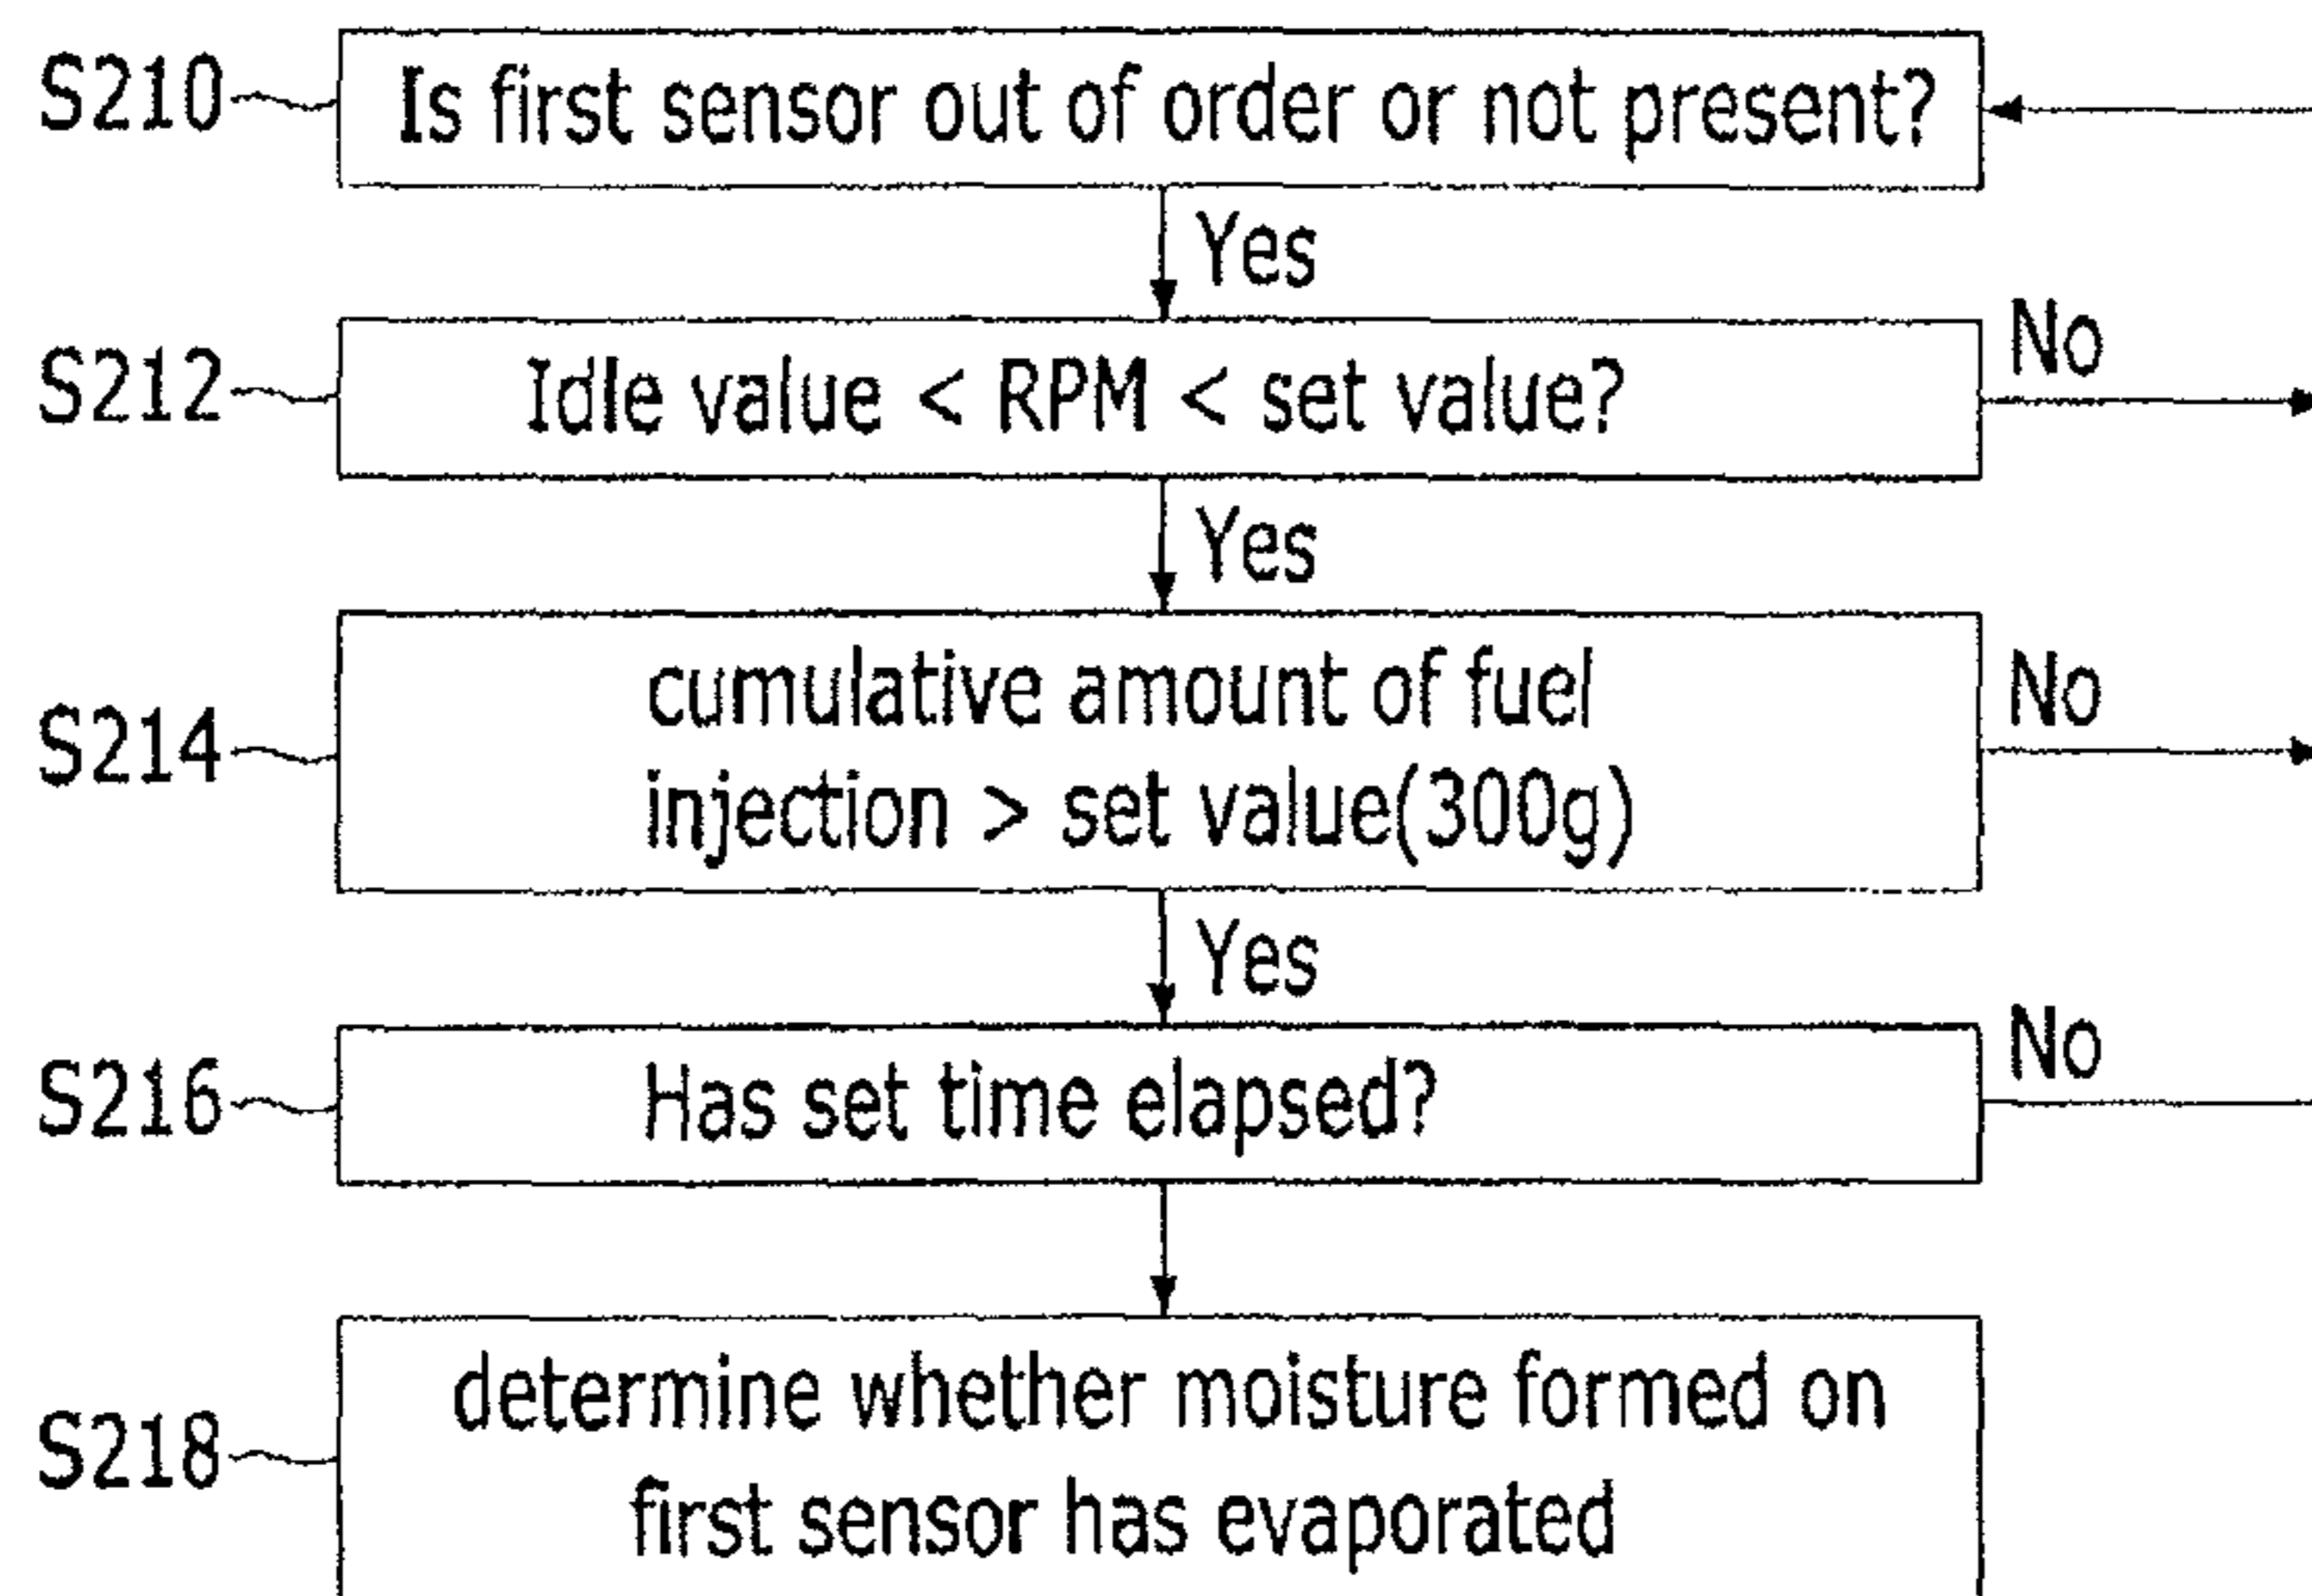 S210
Is first sensor out of order or not present?
Yes
S212
Idle value < RPM < set value?
No
Yes
S214
cumulative amount of fuel
injection > set value(300g)
No
Yes
S216
Has set time elapsed?
No
S218
determine whether moisture formed on
first sensor has evaporated